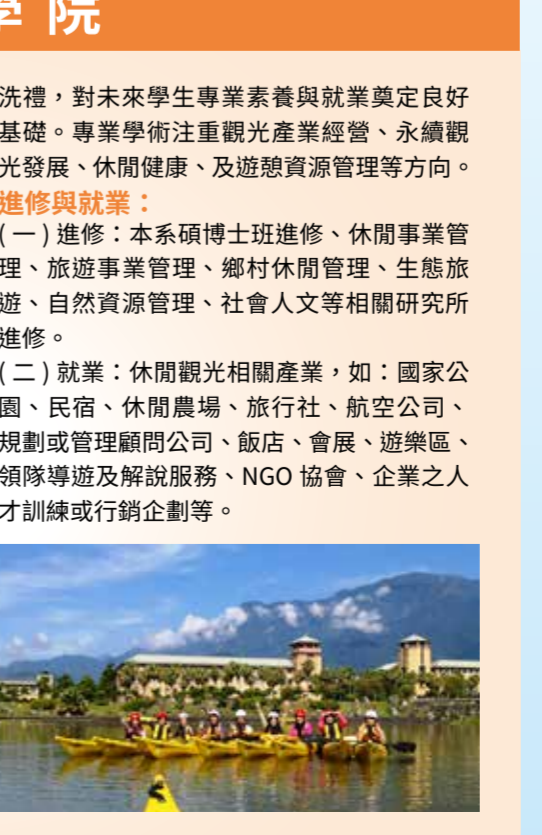 學院
洗禮，對未來學生專業素養與就業奠定良好
基礎。專業學術注重觀光產業經營、永續觀
光發展、休閒健康、及遊憩資源管理等方向。
進修與就業：
( 一 ) 進修：本系碩博士班進修、休閒事業管
理、旅遊事業管理、鄉村休閒管理、生態旅
遊、自然資源管理、社會人文等相關研究所
進修。
( 二 ) 就業：休閒觀光相關產業，如：國家公
園、民宿、休閒農場、旅行社、航空公司、
規劃或管理顧問公司、飯店、會展、遊樂區、
領隊導遊及解說服務、NGO 協會、企業之人
才訓練或行銷企劃等。